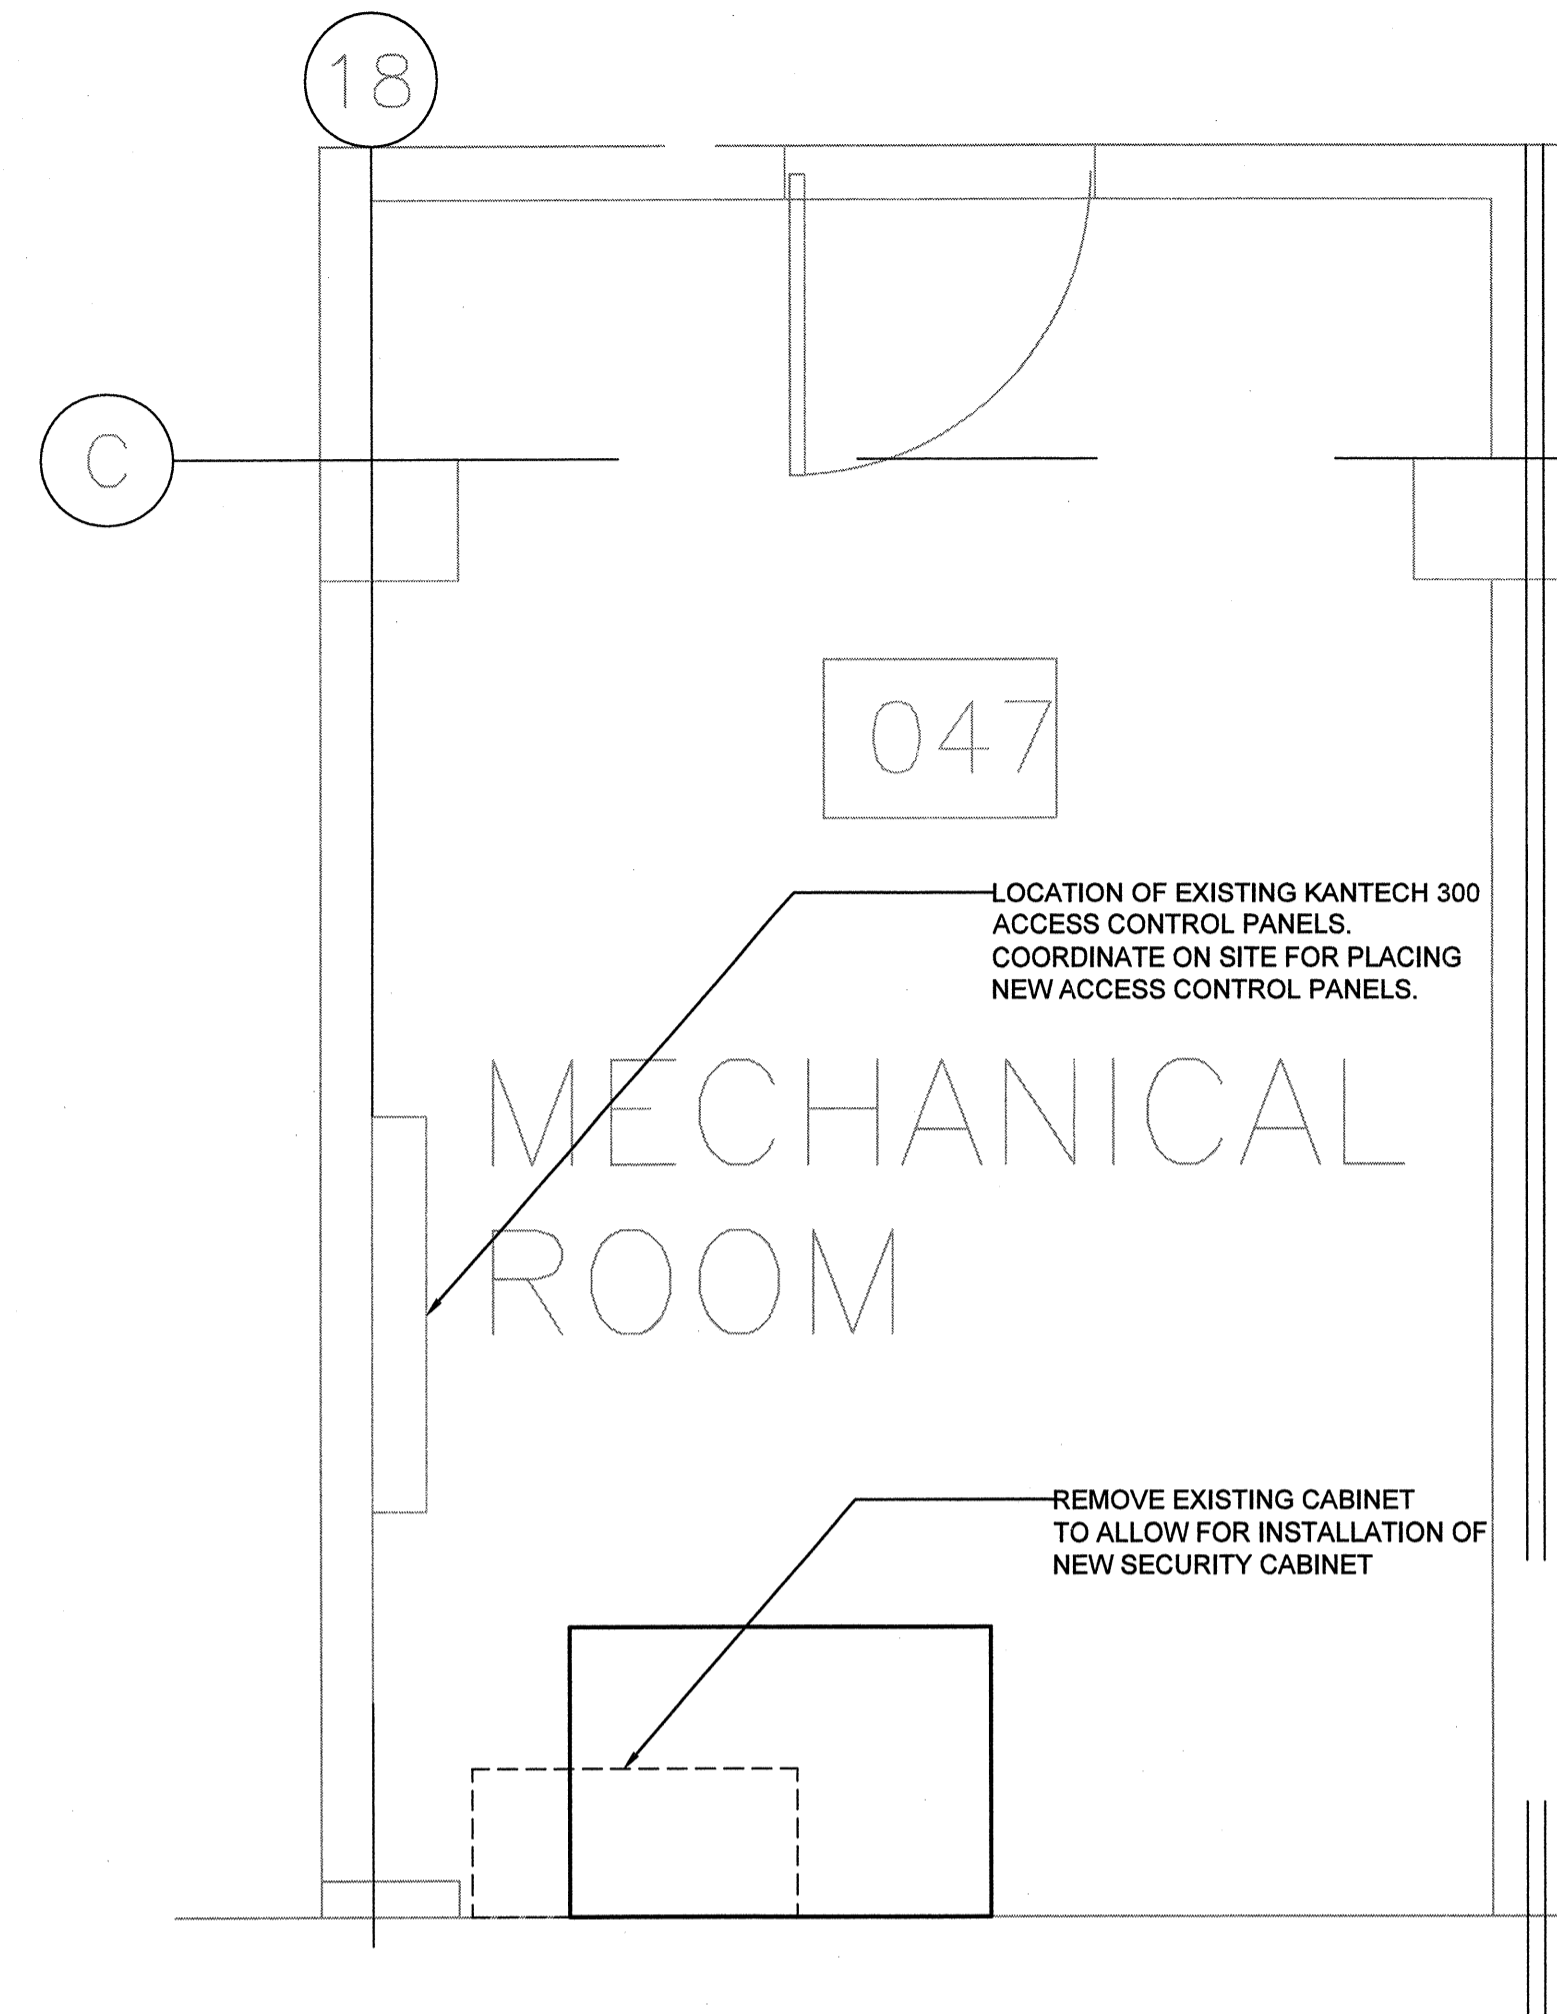 18
C
047
LOCATION OF EXISTING KANTECH 300
ACCESS CONTROL PANELS.
COORDINATE ON SITE FOR PLACING
NEW ACCESS CONTROL PANELS.
MECHANICAL
ROOM
REMOVE EXISTING CABINET
TO ALLOW FOR INSTALLATION OF
NEW SECURITY CABINET